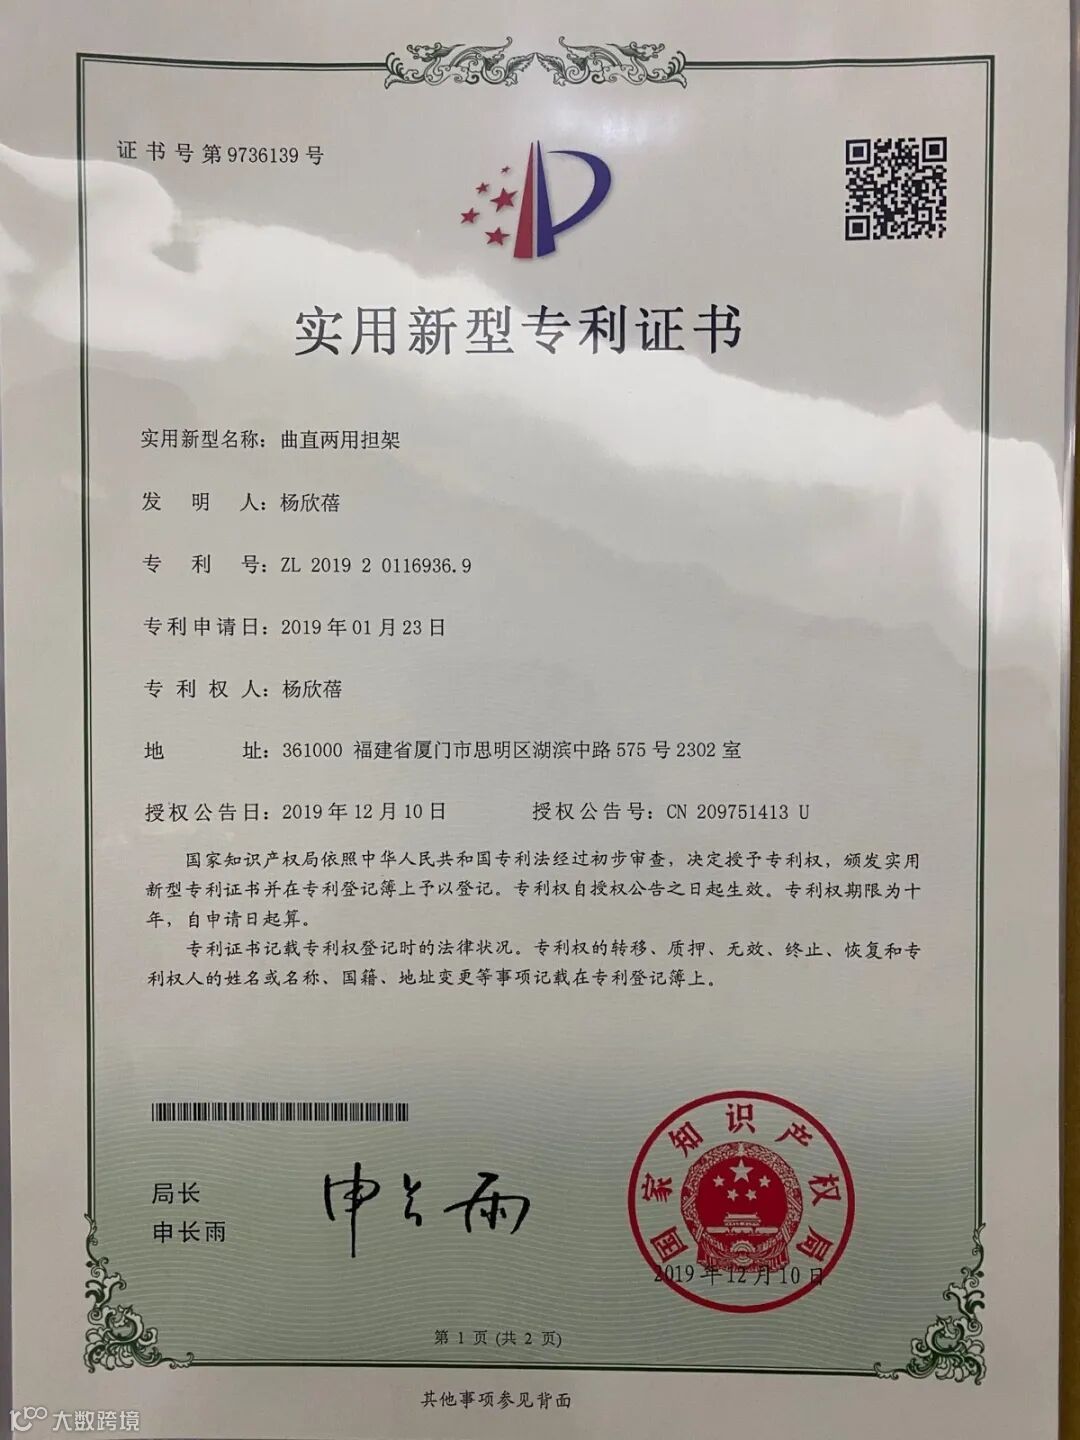 证书号第9736139号
实用新型专利证书
实用新型名称：曲直两用担架
发明人：杨欣蓓
专利号：ZL 2019 2 0116936.9
专利申请日：2019年01月23日
专利权人：杨欣蓓
地址：361000 福建省厦门市思明区湖滨中路575号2302室
授权公告日：2019年12月10日 授权公告号：CN 209751413 U
国家知识产权局依照中华人民共和国专利法经过初步审查，决定授予专利权，颁发实用
新型专利证书并在专利登记簿上予以登记。专利权自授权公告之日起生效。专利权期限为十
年，自申请日起算。
专利证书记载专利权登记时的法律状况。专利权的转移、质押、无效、终止、恢复和专
利权人的姓名或名称、国籍、地址变更等事项记载在专利登记簿上。
局长
申长雨
申长雨
国家知识产权局
2019年12月10日
第1页(共2页)
其他事项参见背面
大数跨境